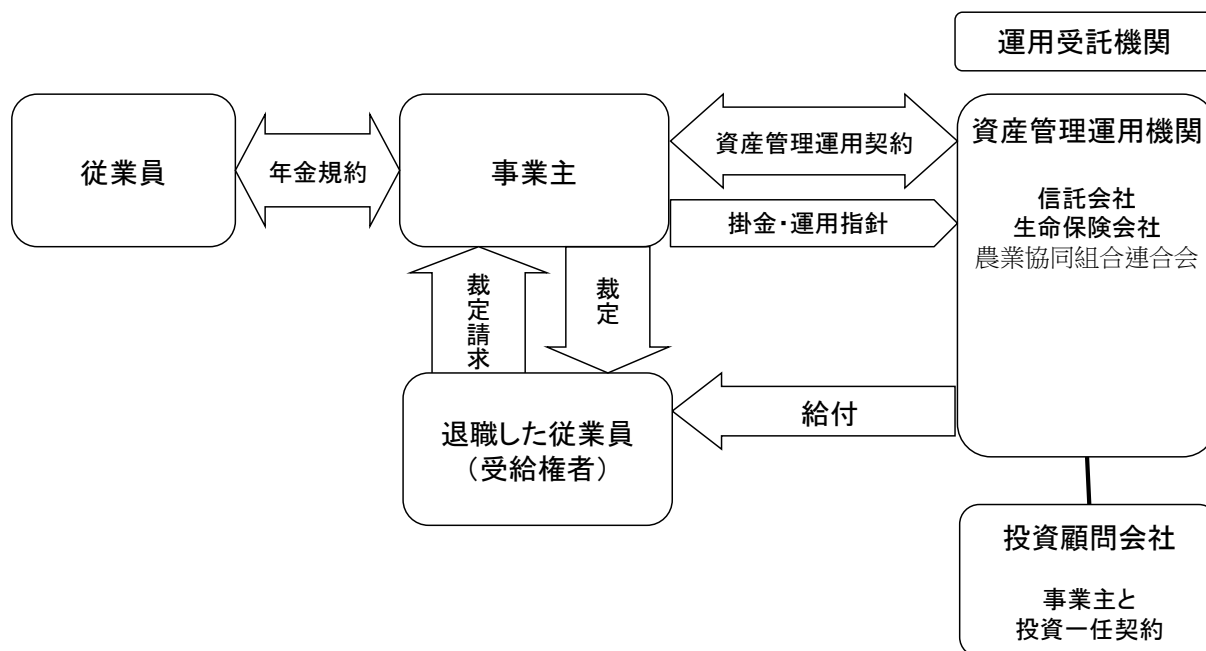 運用受託機関
従業員
年金規約
事業主
資産管理運用契約
掛金・運用指針
資産管理運用機関
信託会社
生命保険会社
農業協同組合連合会
裁定請求
裁定
給付
退職した従業員
（受給権者）
投資顧問会社
事業主と
投資一任契約